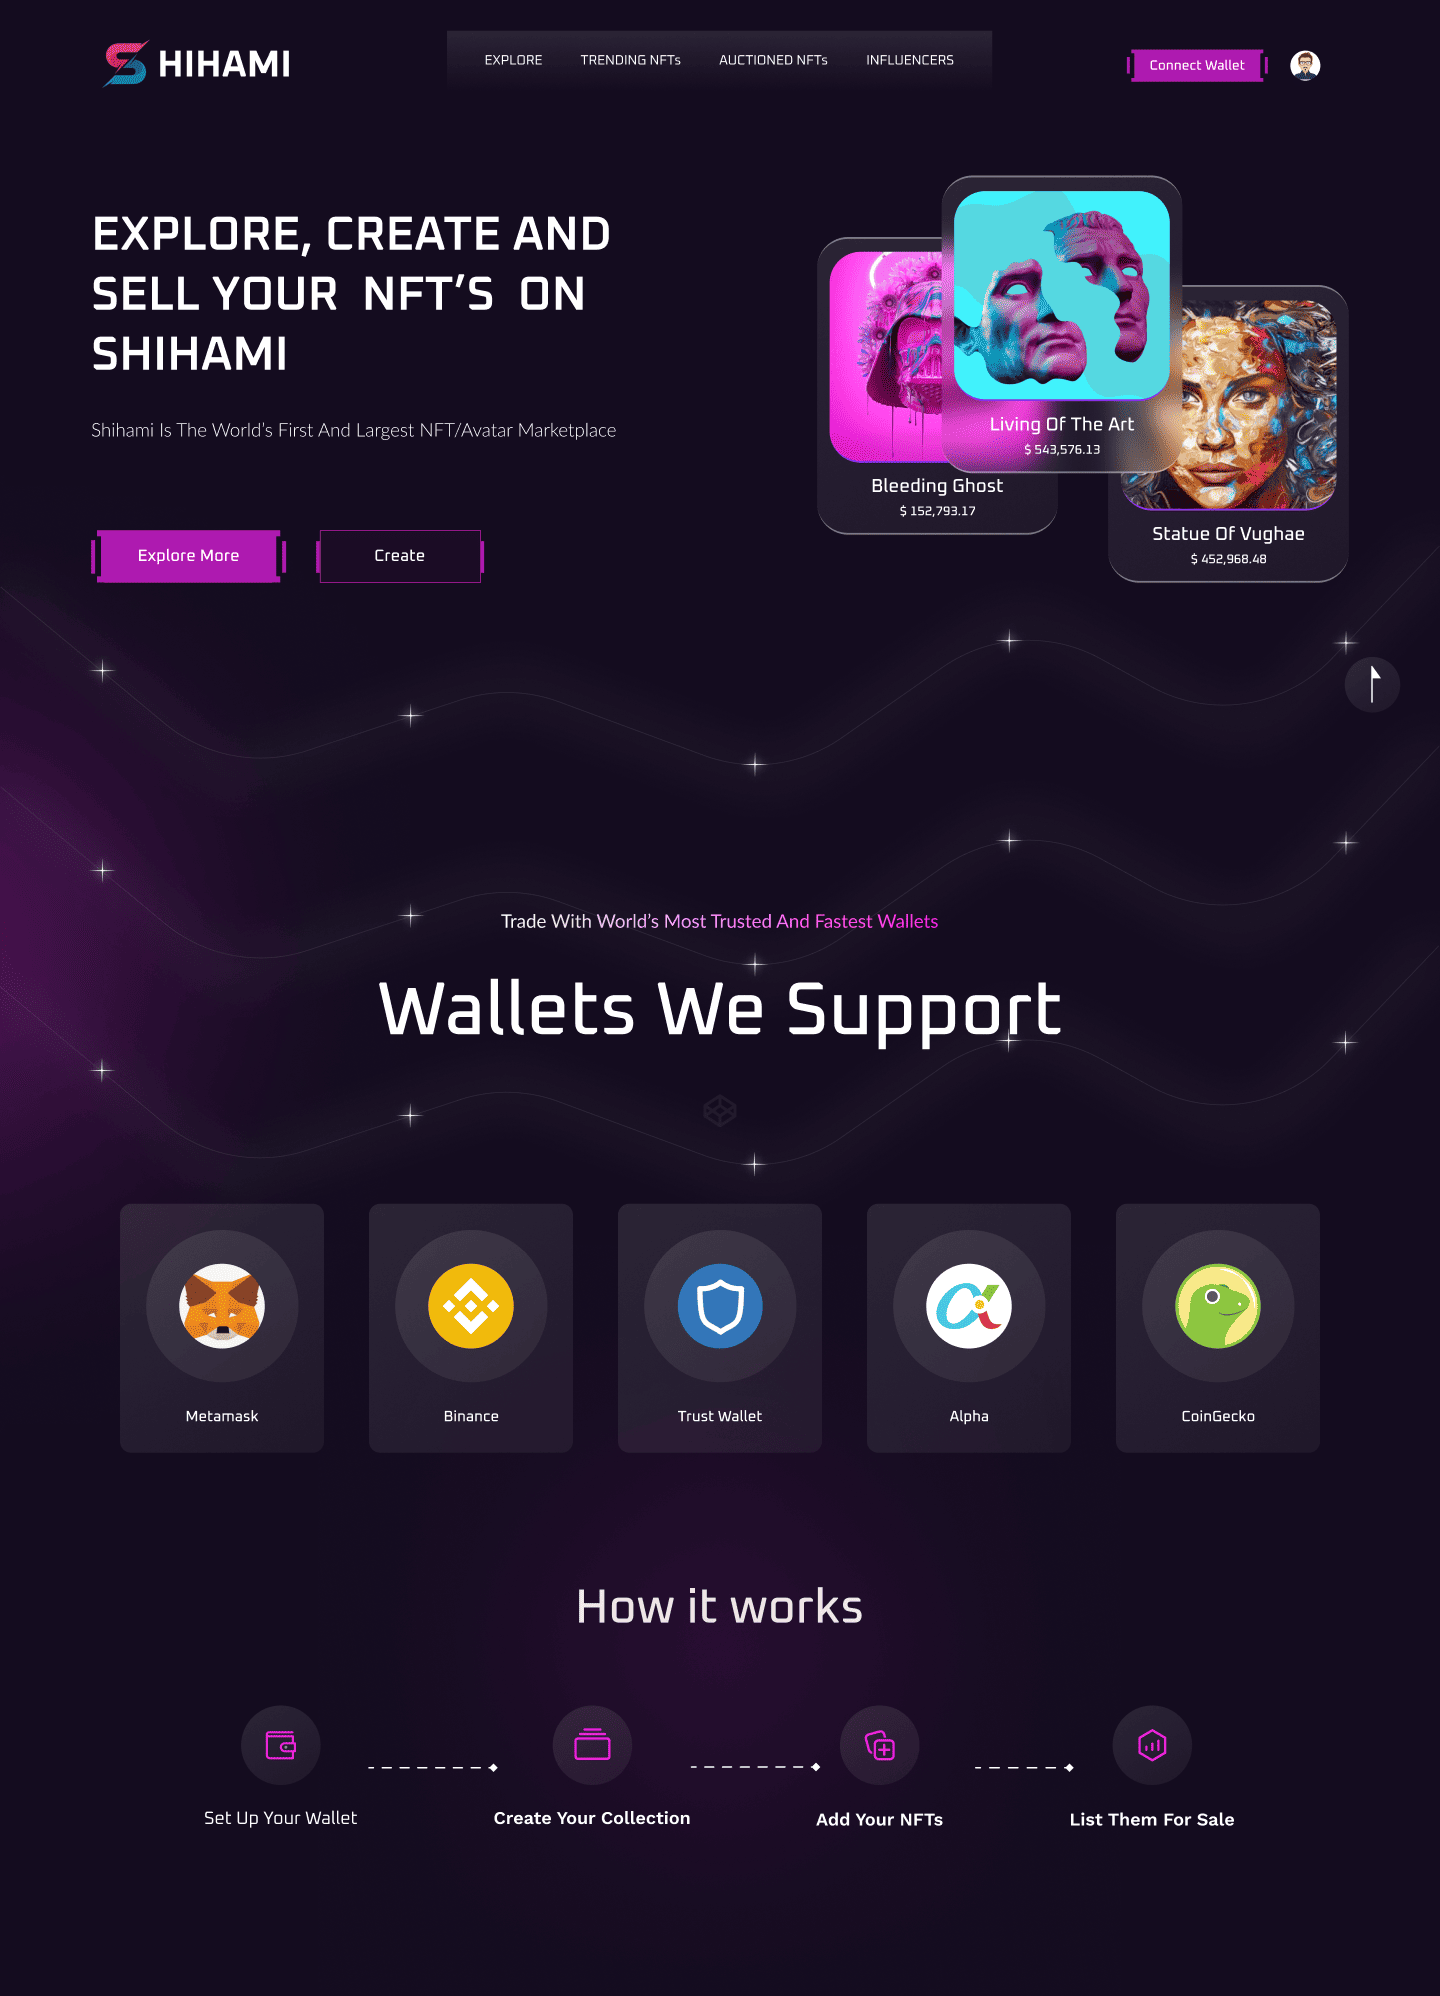 HIHAMI
EXPLORE
TRENDING NFTs
AUCTIONED NFTs
INFLUENCERS
Connect Wallet
EXPLORE, CREATE AND
SELL YOUR NFT’S ON
SHIHAMI
Shihami Is The World’s First And Largest NFT/Avatar Marketplace
Explore More
Create
Living Of The Art
$ 543,576.13
Bleeding Ghost
$ 152,793.17
Statue Of Vughae
$ 452,968.48
Trade With World’s Most Trusted And Fastest Wallets
Wallets We Support
Metamask
Binance
Trust Wallet
Alpha
CoinGecko
How it works
Set Up Your Wallet
Create Your Collection
Add Your NFTs
List Them For Sale